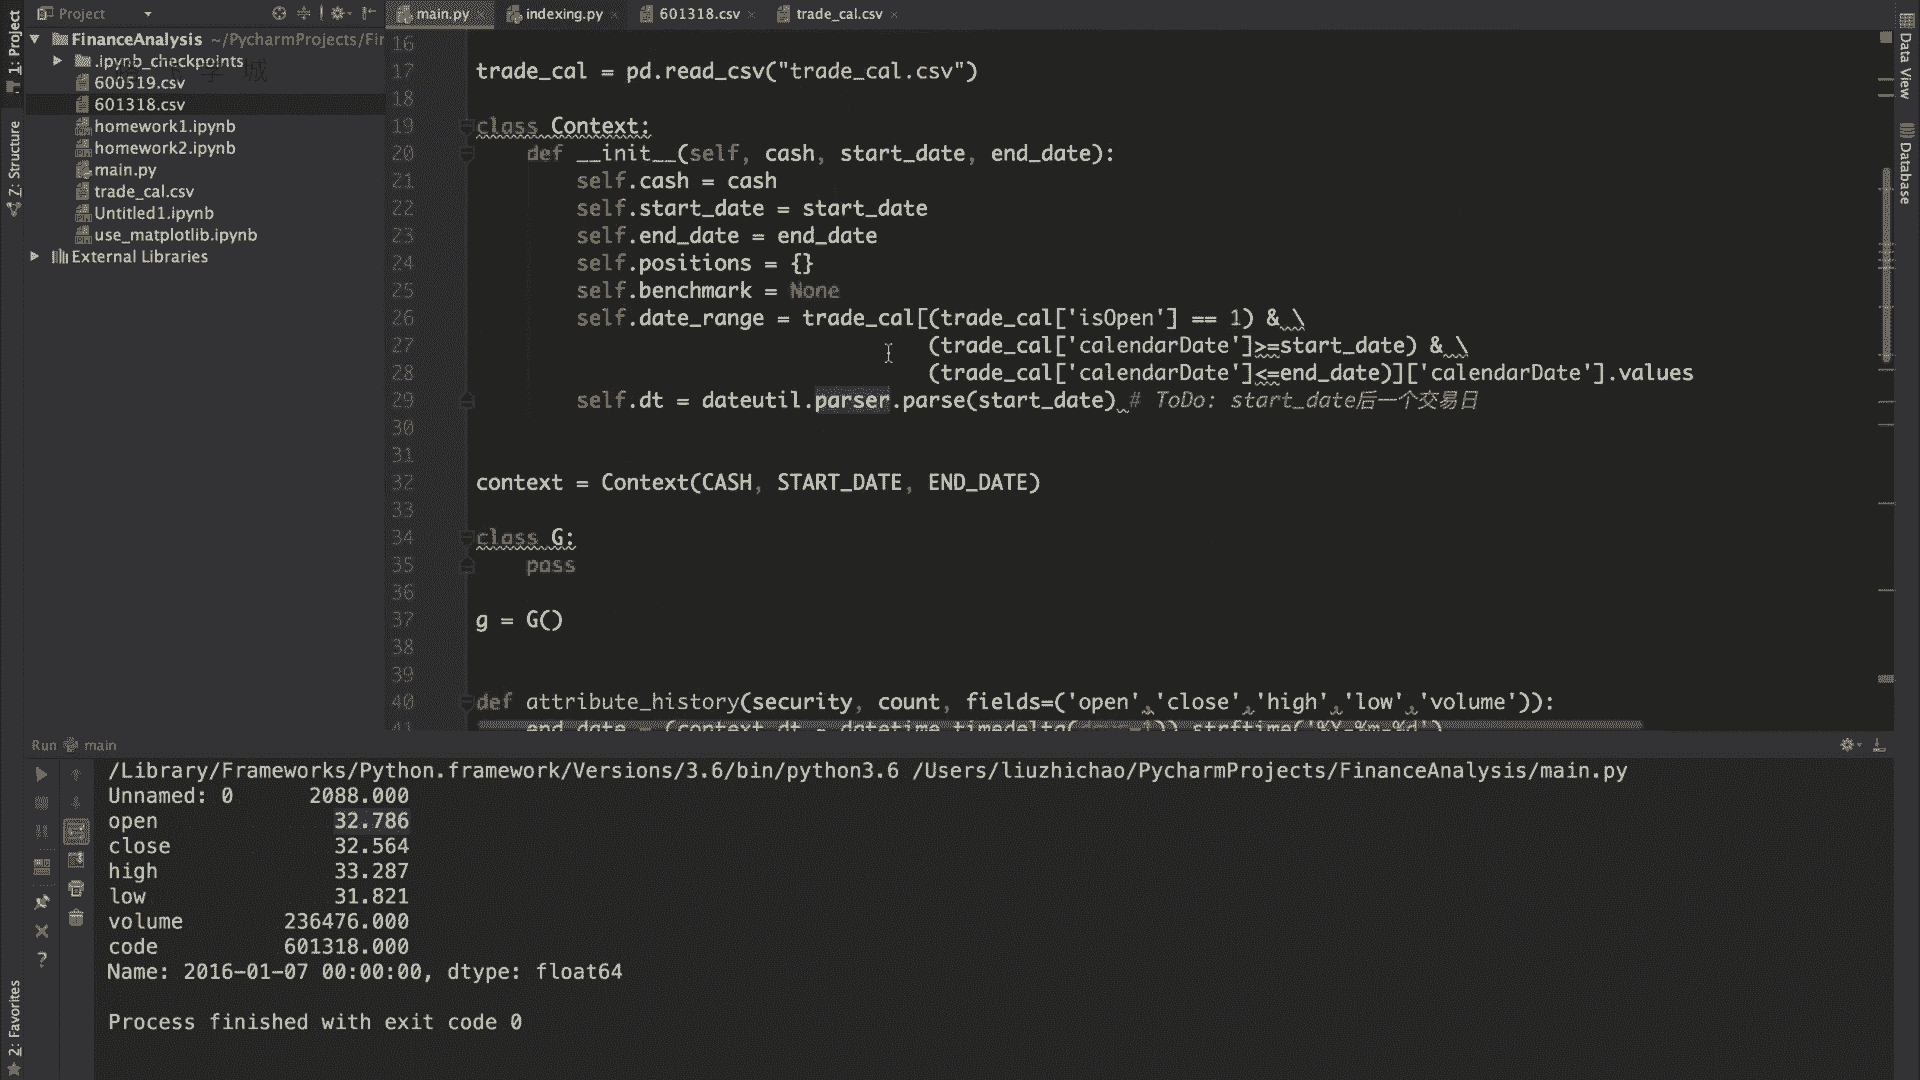 Project
main.py
indexing.py
601318.csv
trade_cal.csv
1: Project
Z: Structure
2: Favorites
FinanceAnalysis ~/PycharmProjects/Fir
.ipynb_checkpoints
600519.csv
601318.csv
homework1.ipynb
homework2.ipynb
main.py
trade_cal.csv
Untitled1.ipynb
use_matplotlib.ipynb
External Libraries
Data View
Database
16
17 trade_cal = pd.read_csv("trade_cal.csv")
18
19 class Context:
20 def __init__(self, cash, start_date, end_date):
21 self.cash = cash
22 self.start_date = start_date
23 self.end_date = end_date
24 self.positions = {}
25 self.benchmark = None
26 self.date_range = trade_cal[(trade_cal['isOpen'] == 1) & \
27 (trade_cal['calendarDate']>=start_date) & \
28 (trade_cal['calendarDate']<=end_date)]['calendarDate'].values
29 self.dt = dateutil.parser.parse(start_date) # ToDo: start_date后一个交易日
30
31
32 context = Context(CASH, START_DATE, END_DATE)
33
34 class G:
35 pass
36
37 g = G()
38
39
40 def attribute_history(security, count, fields=('open','close','high','low','volume')):
41 end_date = (context.dt - datetime.timedelta(days=1)).strftime('%Y-%m-%d')
Run main
/Library/Frameworks/Python.framework/Versions/3.6/bin/python3.6 /Users/liuzhichao/PycharmProjects/FinanceAnalysis/main.py
Unnamed: 0 2088.000
open 32.786
close 32.564
high 33.287
low 31.821
volume 236476.000
code 601318.000
Name: 2016-01-07 00:00:00, dtype: float64
Process finished with exit code 0